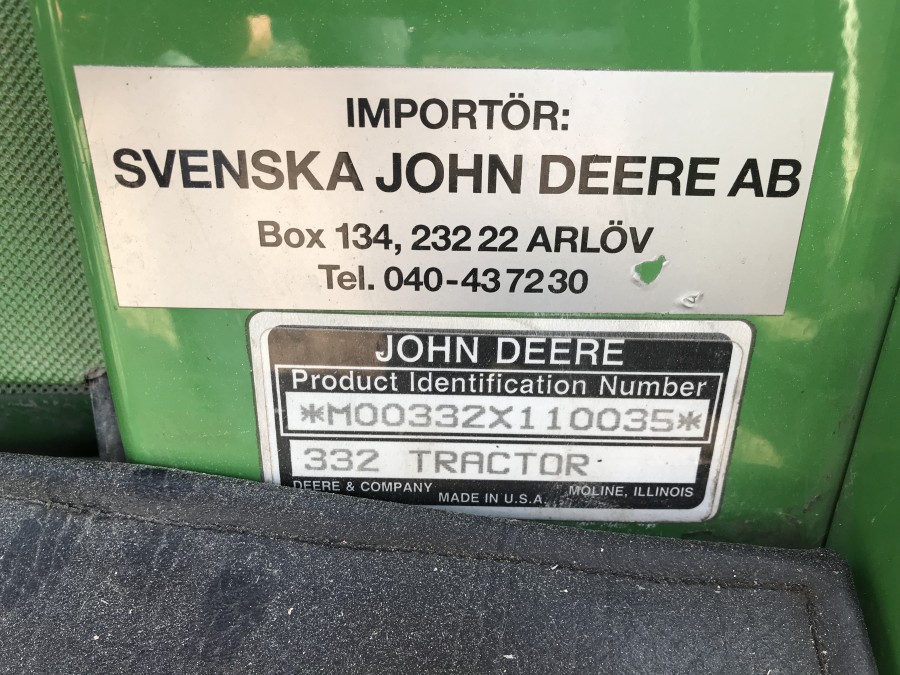 IMPORTÖR:
SVENSKA JOHN DEERE AB
Box 134, 232 22 ARLÖV
Tel. 040-43 72 30
JOHN DEERE
Product Identification Number
*M00332X110035*
332 TRACTOR
DEERE & COMPANY MADE IN U.S.A. MOLINE, ILLINOIS